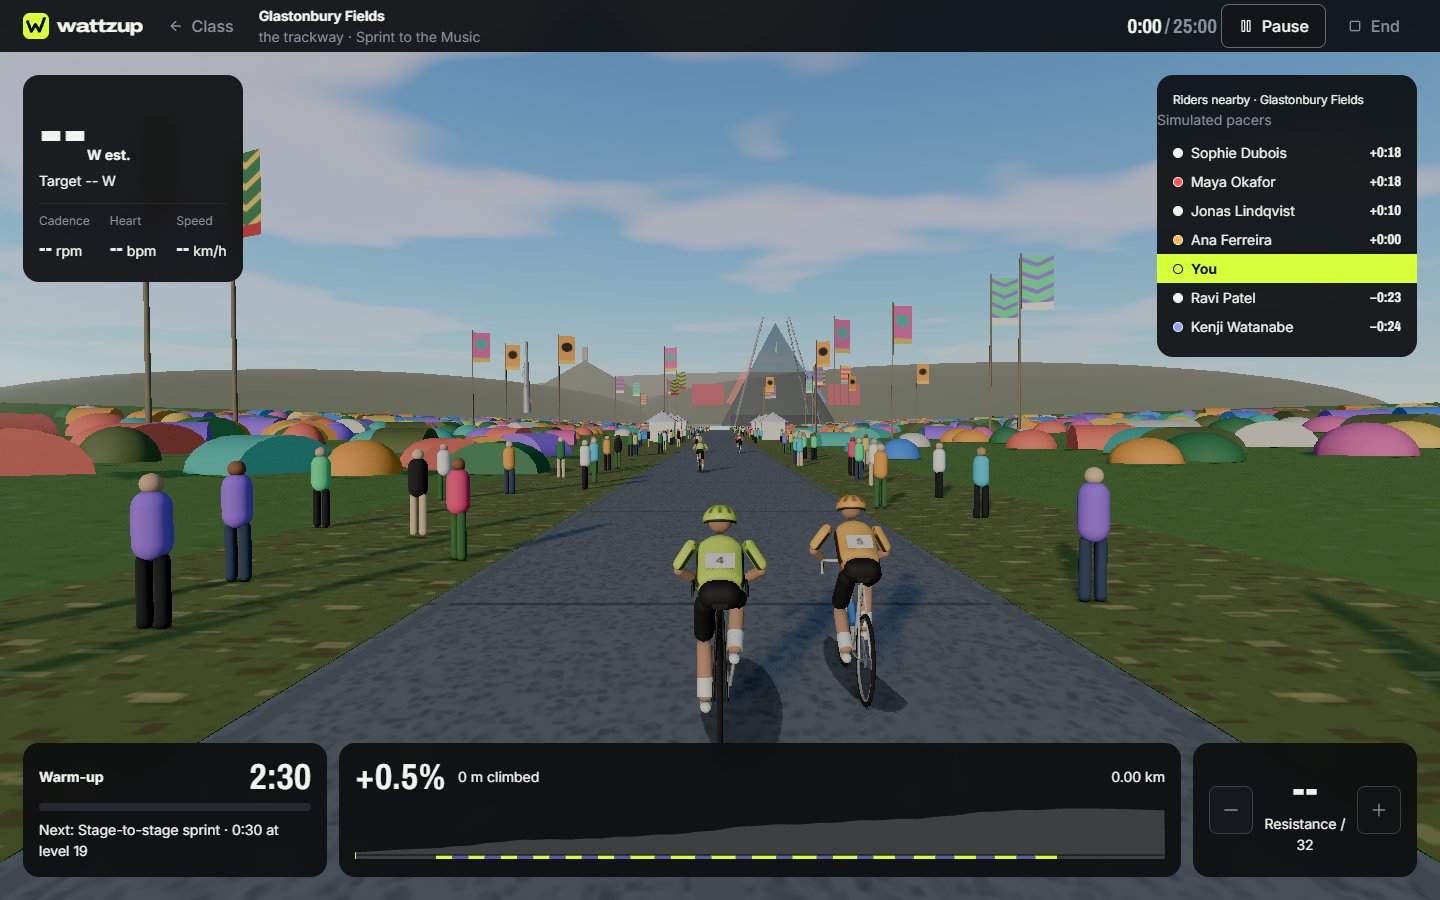 wattzup
← Class
Glastonbury Fields
the trackway · Sprint to the Music
0:00 / 25:00
Pause
End
-- W est.
Target -- W
Cadence Heart Speed
-- rpm -- bpm -- km/h
Riders nearby · Glastonbury Fields
Simulated pacers
Sophie Dubois +0:18
Maya Okafor +0:18
Jonas Lindqvist +0:10
Ana Ferreira +0:00
You
Ravi Patel −0:23
Kenji Watanabe −0:24
4
5
Warm-up 2:30
Next: Stage-to-stage sprint · 0:30 at
level 19
+0.5% 0 m climbed 0.00 km
−
--
+
Resistance /
32